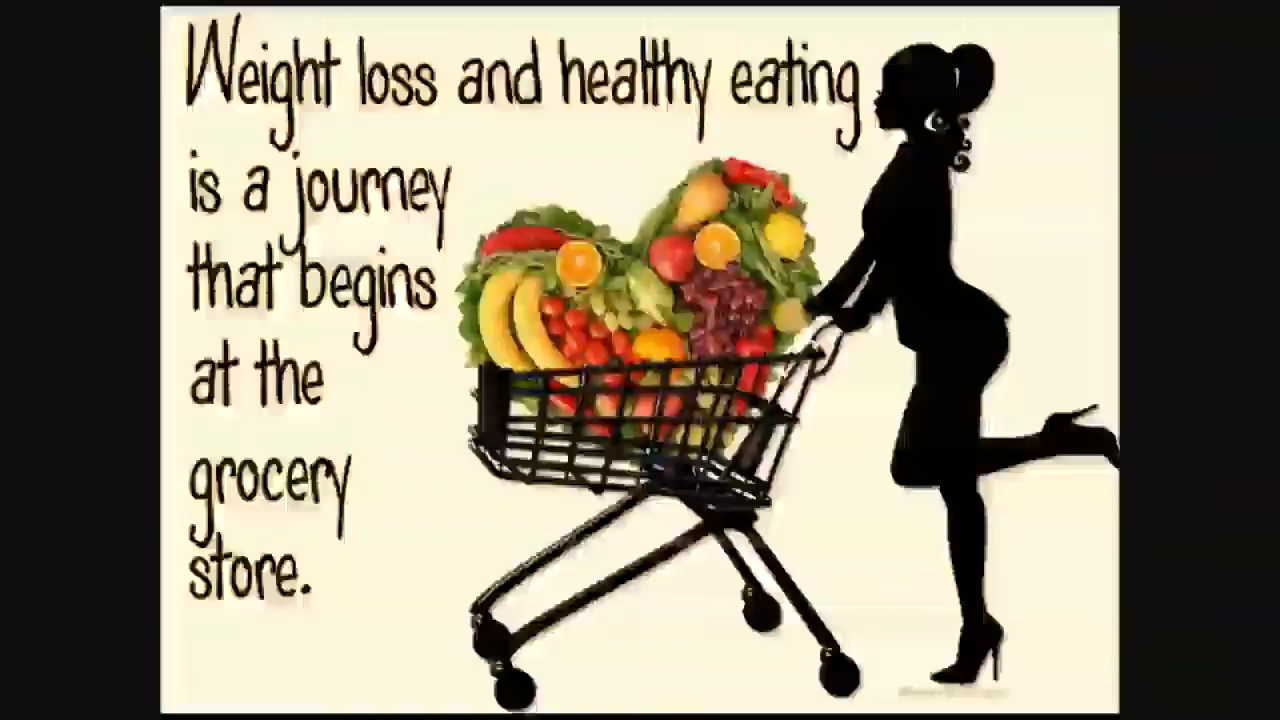 Weight loss and healthy eating
is a journey
that begins
at the
grocery
store.